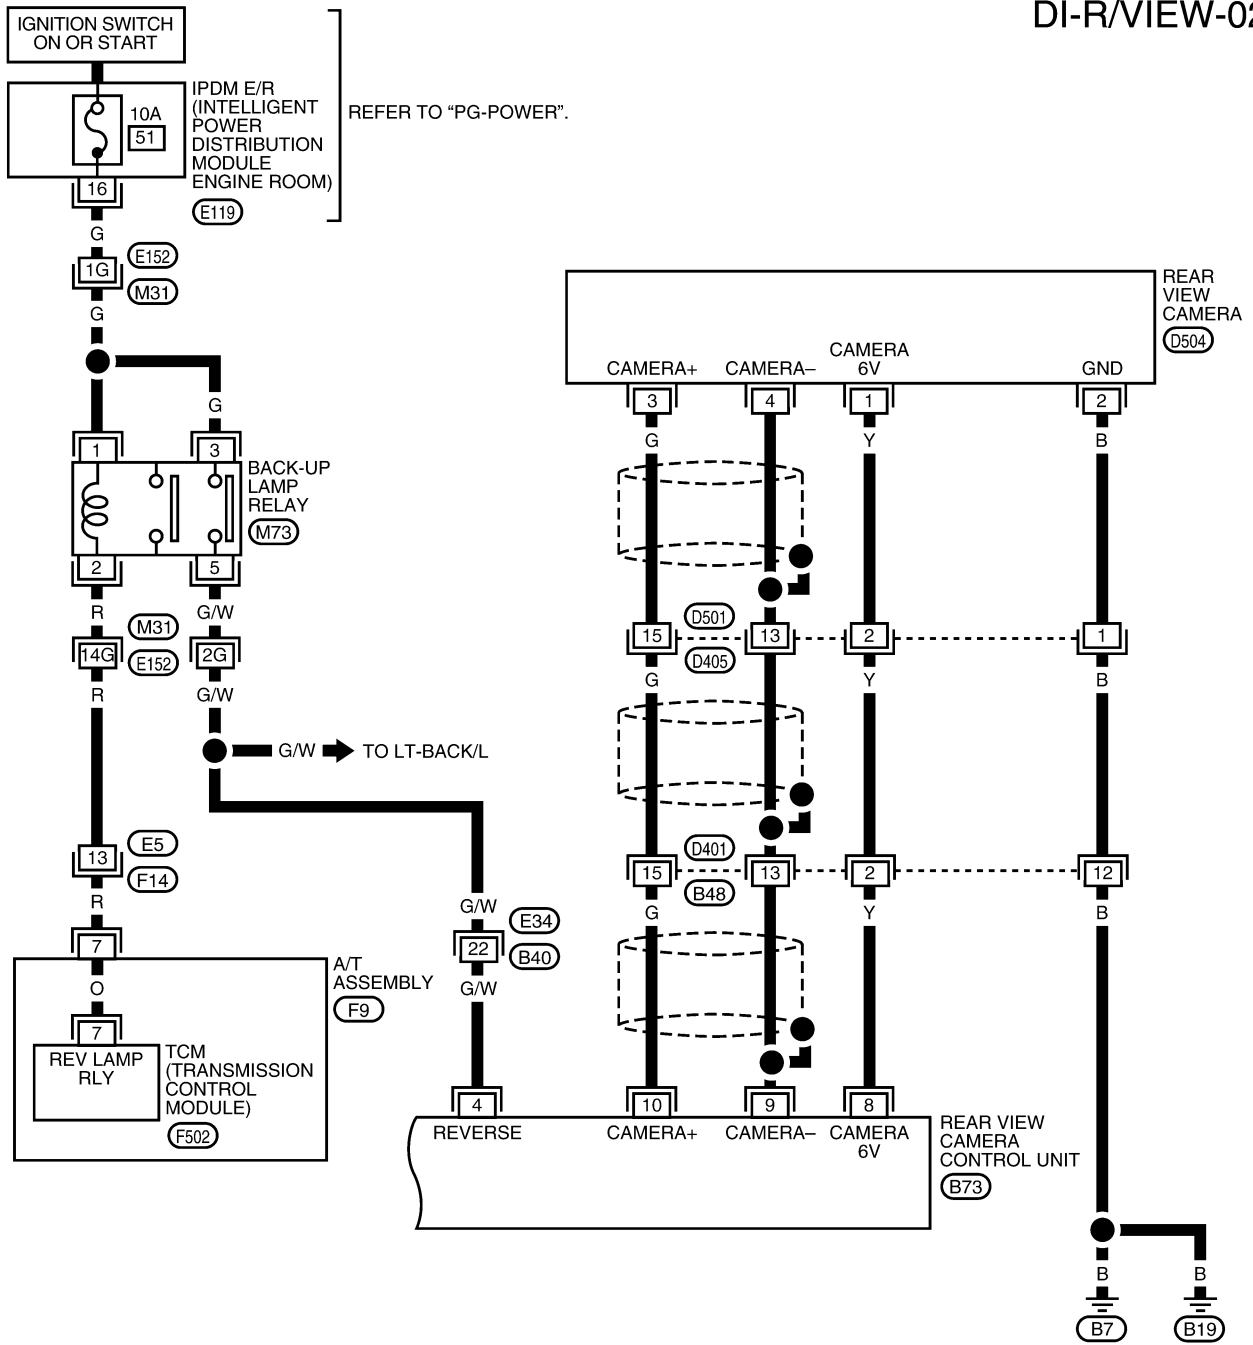 DI-R/VIEW-02
IGNITION SWITCH
ON OR START
IPDM E/R
(INTELLIGENT
POWER
DISTRIBUTION
MODULE
ENGINE ROOM)
E119
10A
51
REFER TO “PG-POWER”.
16
G
1G
E152
M31
G
G
1
3
BACK-UP
LAMP
RELAY
M73
2
5
R
G/W
14G
M31
E152
2G
R
G/W
G/W
TO LT-BACK/L
13
E5
F14
R
7
A/T
ASSEMBLY
F9
O
7
REV LAMP
RLY
TCM
(TRANSMISSION
CONTROL
MODULE)
F502
G/W
22
E34
B40
G/W
4
REVERSE
REAR
VIEW
CAMERA
D504
CAMERA+
CAMERA–
CAMERA
6V
GND
3
4
1
2
G
Y
B
D501
15
13
2
1
D405
G
Y
B
D401
15
13
2
12
B48
G
Y
B
10
9
8
CAMERA+
CAMERA–
CAMERA
6V
REAR VIEW
CAMERA
CONTROL UNIT
B73
B
B
B7
B19